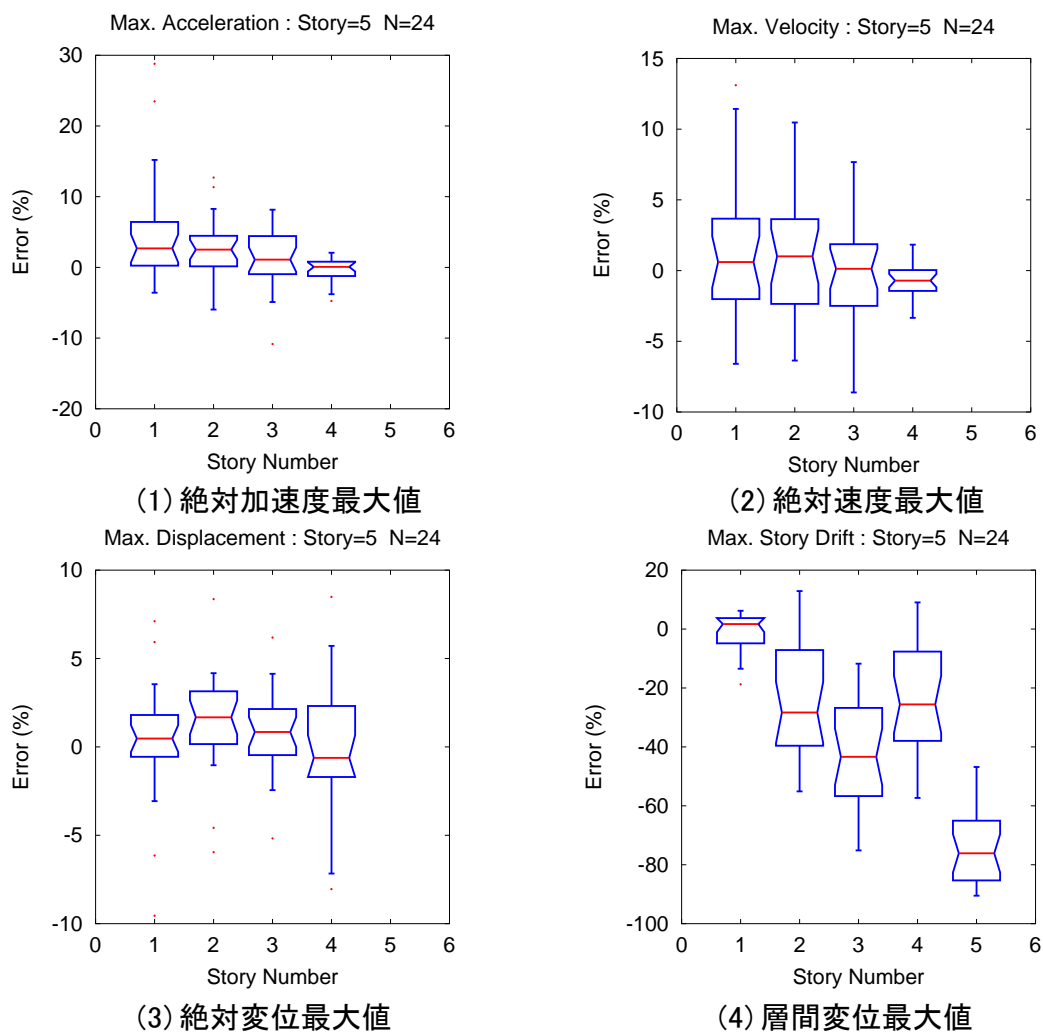 Max. Acceleration : Story=5 N=24
30
20
10
0
-10
-20
Error (%)
0 1 2 3 4 5 6
Story Number
(1) 絶対加速度最大値
Max. Velocity : Story=5 N=24
15
10
5
0
-5
-10
Error (%)
0 1 2 3 4 5 6
Story Number
(2) 絶対速度最大値
Max. Displacement : Story=5 N=24
10
5
0
-5
-10
Error (%)
0 1 2 3 4 5 6
Story Number
(3) 絶対変位最大値
Max. Story Drift : Story=5 N=24
20
0
-20
-40
-60
-80
-100
Error (%)
0 1 2 3 4 5 6
Story Number
(4) 層間変位最大値